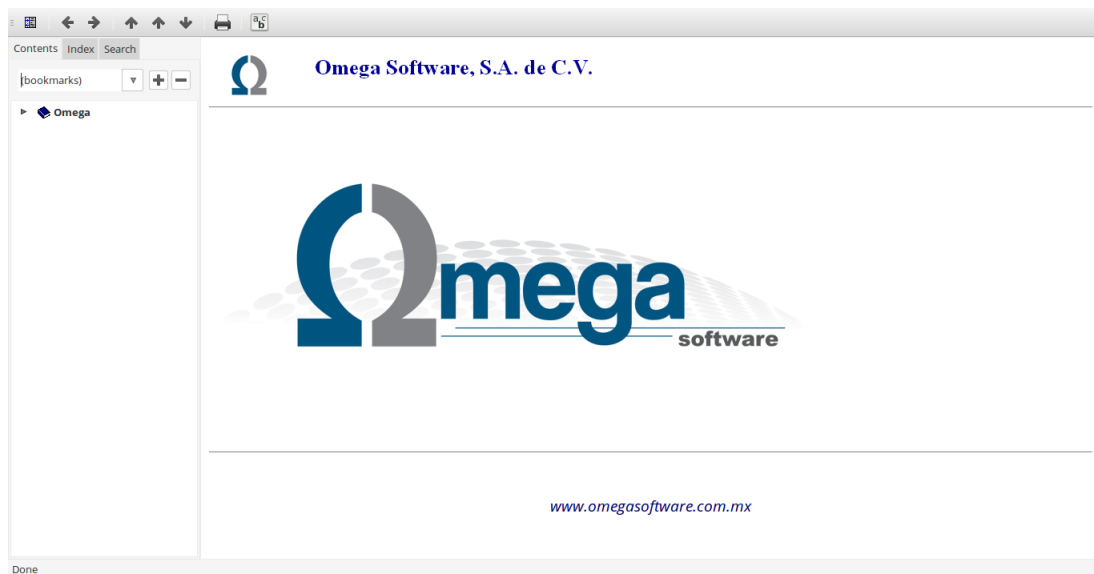 Contents Index Search
(bookmarks)
Omega
Omega Software, S.A. de C.V.
Ωmega
software
www.omegasoftware.com.mx
Done